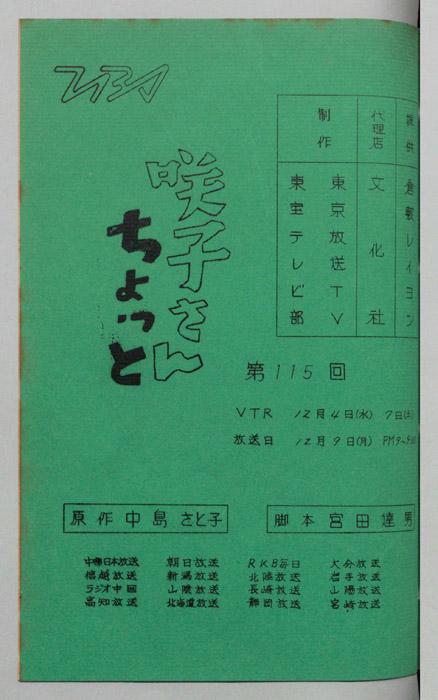 TBS
提供 倉敷レイヨン
代理店 文化社
制作 東京放送TV
東宝テレビ部
咲子さん
ちょっと
第115回
VTR 12月4日(水) 7日(土)
放送日 12月9日(月) PM9~9:30
原作 中島さと子
脚本 宮田達男
中部日本放送 朝日放送 RKB毎日 大分放送
信越放送 新潟放送 北陸放送 岩手放送
ラジオ中国 山陰放送 長崎放送 山陽放送
高知放送 北海道放送 静岡放送 宮崎放送